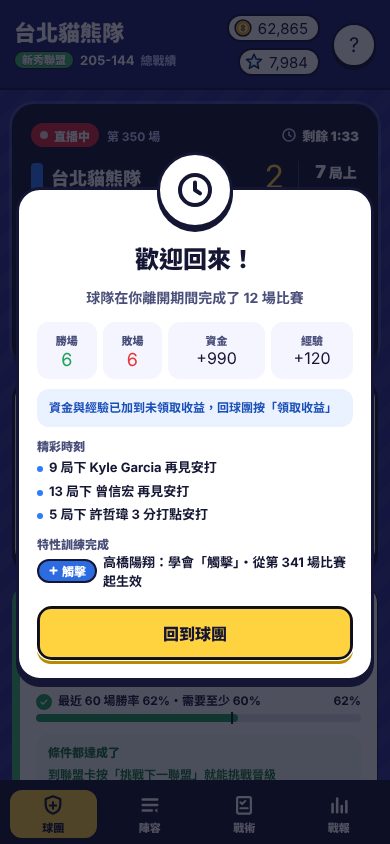 台北貓熊隊
62,865
?
新秀聯盟 205-144 總戰績
7,984
直播中 第 350 場 剩餘 1:33
台北貓熊隊 2 7 局上
歡迎回來！
球隊在你離開期間完成了 12 場比賽
勝場 敗場 資金 經驗
6 6 +990 +120
資金與經驗已加到未領取收益，回球團按「領取收益」
精彩時刻
9 局下 Kyle Garcia 再見安打
13 局下 曾信宏 再見安打
5 局下 許哲瑋 3 分打點安打
特性訓練完成
+ 觸擊 高橋陽翔：學會「觸擊」・從第 341 場比賽
起生效
回到球團
最近 60 場勝率 62%・需要至少 60% 62%
條件都達成了
到聯盟卡按「挑戰下一聯盟」就能挑戰晉級
球團 陣容 戰術 戰報